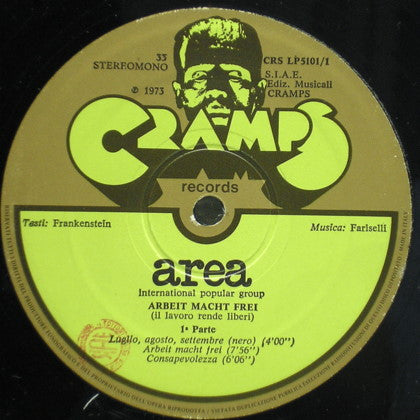 33
STEREOMONO
℗ 1973
CRS LP5101/1
S.I.A.E.
Ediz. Musicali
CRAMPS
CRAMPS
records
Testi: Frankenstein
Musica: Fariselli
area
International popular group
ARBEIT MACHT FREI
(il lavoro rende liberi)
1ª Parte
Luglio, agosto, settembre (nero) (4'00")
Arbeit macht frei (7'56")
Consapevolezza (6'06")